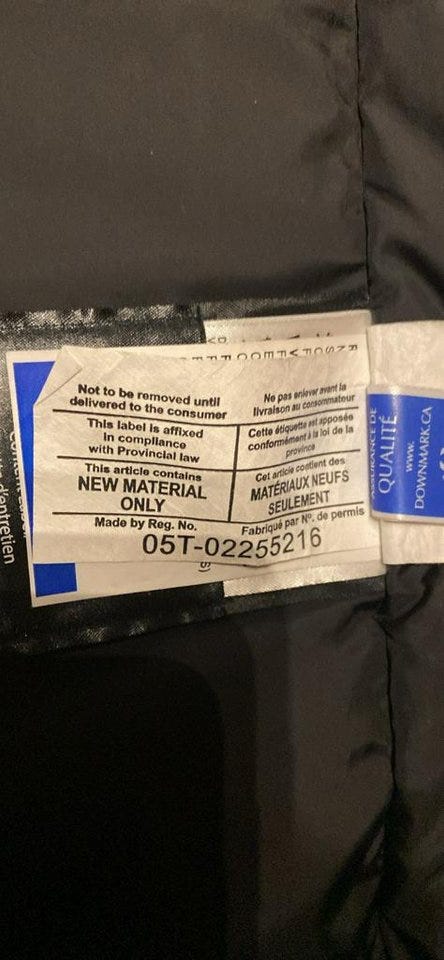 Not to be removed until
delivered to the consumer
Ne pas enlever avant la
livraison au consommateur
This label is affixed
in compliance
with Provincial law
Cette étiquette est apposée
conformément à la loi de la
province
This article contains
NEW MATERIAL
ONLY
Cet article contient des
MATÉRIAUX NEUFS
SEULEMENT
Made by Reg. No.
Fabriqué par Nº. de permis
05T-02255216
ASSURANCE DE
QUALITÉ
www.
DOWNMARK.CA
d'entretien